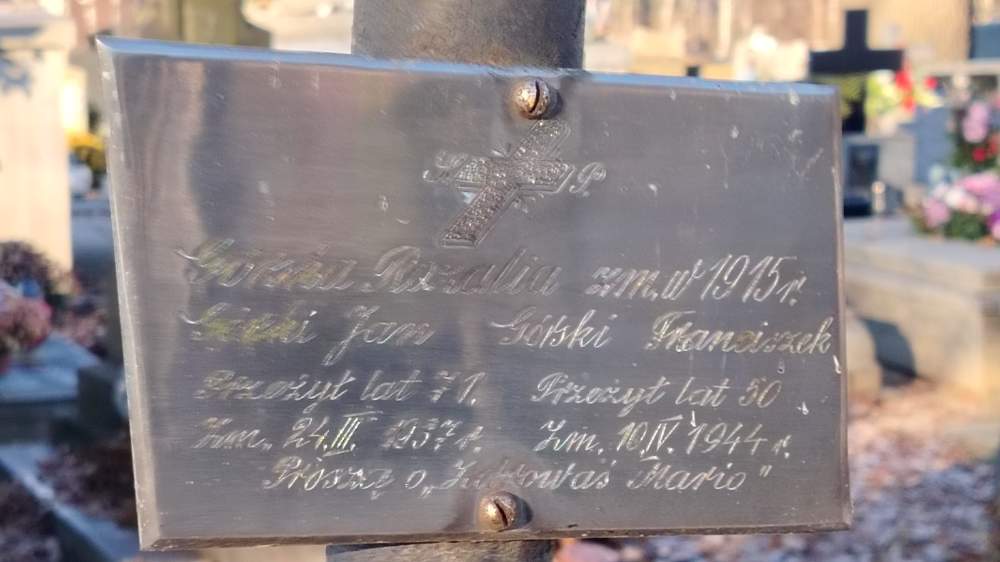 Ś P.
Górska Rozalia zm. w 1915 r.
Górski Jan Górski Franciszek
Przeżył lat 71. Przeżył lat 50
Zm. 24.III. 1937 r. Zm. 10.IV. 1944 r.
Proszę o „Zdrowaś Mario"